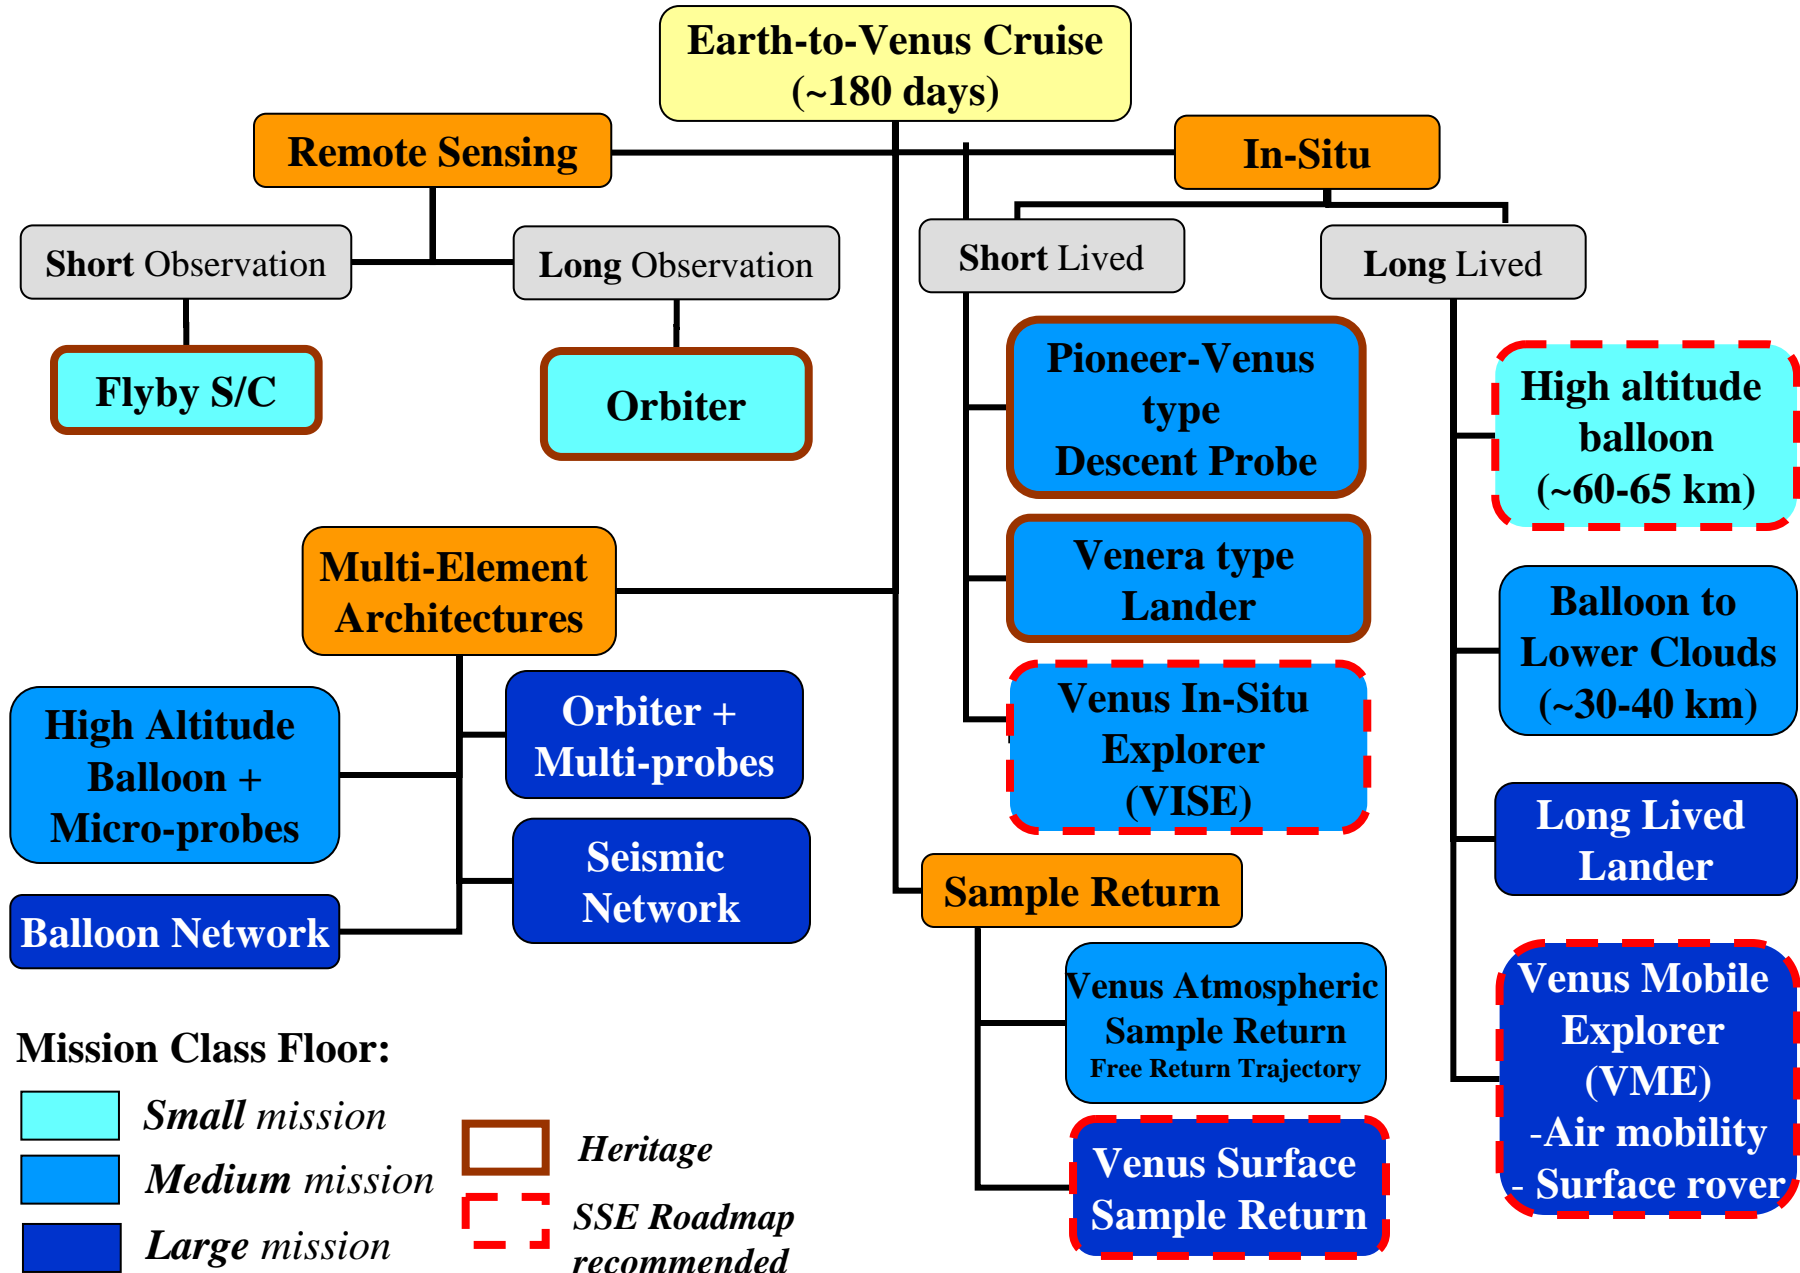 Earth-to-Venus Cruise
(~180 days)
Remote Sensing
In-Situ
Short Observation
Long Observation
Short Lived
Long Lived
Flyby S/C
Orbiter
Pioneer-Venus
type
Descent Probe
High altitude
balloon
(~60-65 km)
Venera type
Lander
Balloon to
Lower Clouds
(~30-40 km)
Venus In-Situ
Explorer
(VISE)
Long Lived
Lander
Multi-Element
Architectures
High Altitude
Balloon +
Micro-probes
Orbiter +
Multi-probes
Balloon Network
Seismic
Network
Sample Return
Venus Atmospheric
Sample Return
Free Return Trajectory
Venus Surface
Sample Return
Venus Mobile
Explorer
(VME)
-Air mobility
- Surface rover
Mission Class Floor:
Small mission
Medium mission
Large mission
Heritage
SSE Roadmap
recommended